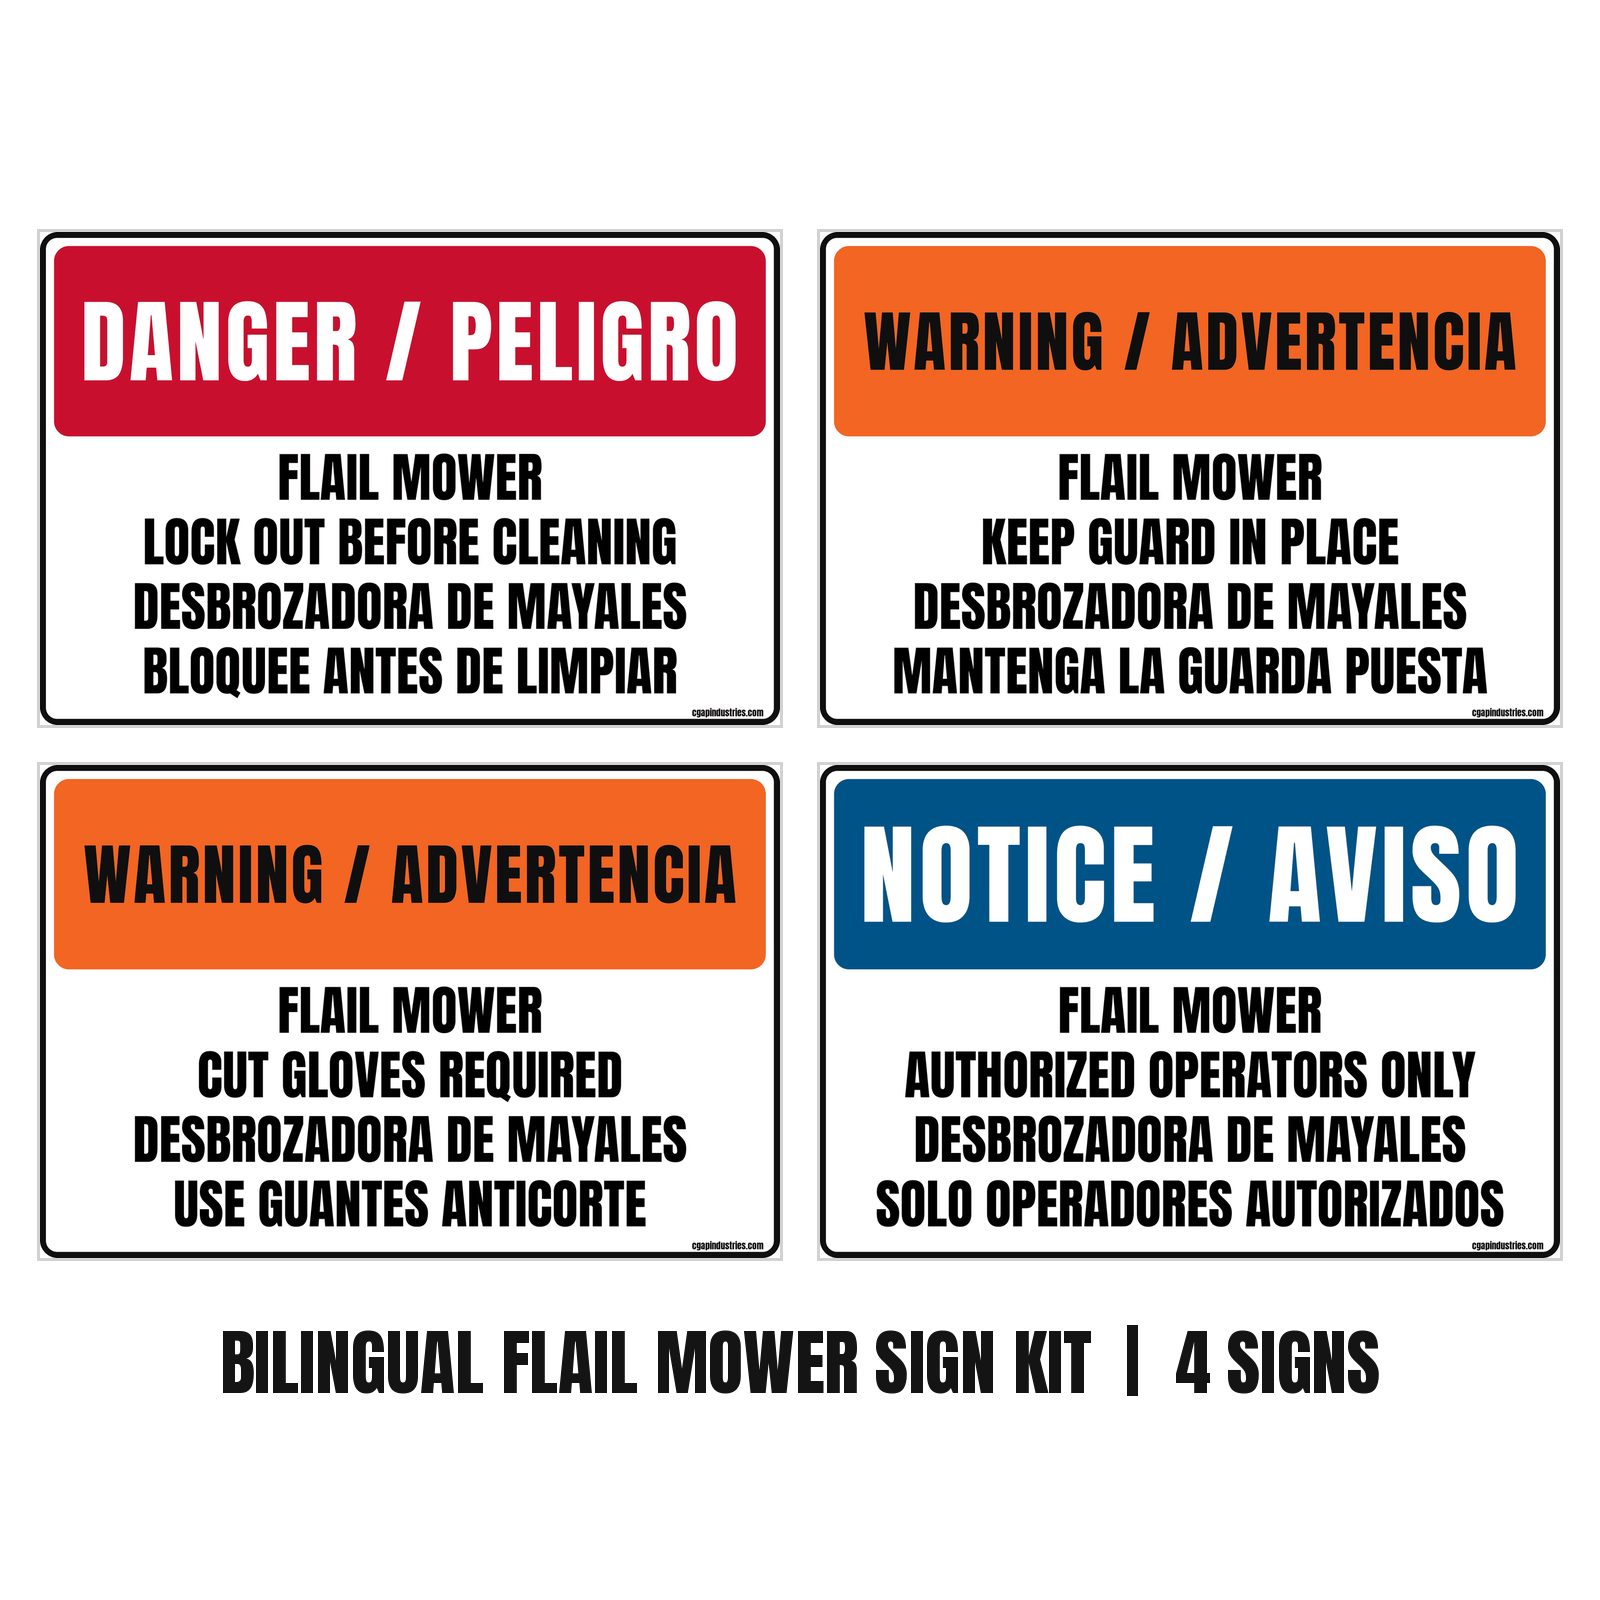 DANGER / PELIGRO
FLAIL MOWER
LOCK OUT BEFORE CLEANING
DESBROZADORA DE MAYALES
BLOQUEE ANTES DE LIMPIAR
cgapindustries.com
WARNING / ADVERTENCIA
FLAIL MOWER
KEEP GUARD IN PLACE
DESBROZADORA DE MAYALES
MANTENGA LA GUARDA PUESTA
cgapindustries.com
WARNING / ADVERTENCIA
FLAIL MOWER
CUT GLOVES REQUIRED
DESBROZADORA DE MAYALES
USE GUANTES ANTICORTE
cgapindustries.com
NOTICE / AVISO
FLAIL MOWER
AUTHORIZED OPERATORS ONLY
DESBROZADORA DE MAYALES
SOLO OPERADORES AUTORIZADOS
cgapindustries.com
BILINGUAL FLAIL MOWER SIGN KIT | 4 SIGNS